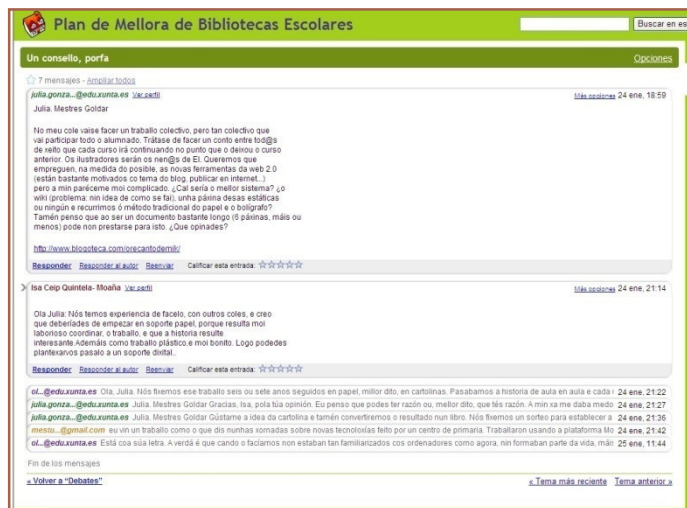 Plan de Mellora de Bibliotecas Escolares
Buscar en es
Un consello, porfa
Opciones
7 mensajes - Ampliar todos
julia.gonza...@edu.xunta.es Ver perfil
Más opciones 24 ene, 18:59
Julia. Mestres Goldar
No meu cole vaise facer un traballo colectivo, pero tan colectivo que
vai participar todo o alumnado. Trátase de facer un conto entre tod@s
de xeito que cada curso irá continuando no punto que o deixou o curso
anterior. Os ilustradores serán os nen@s de EI. Queremos que
empreguen, na medida do posible, as novas ferramentas da web 2.0
(están bastante motivados co tema do blog, publicar en internet...)
pero a min paréceme moi complicado. ¿Cal sería o mellor sistema? ¿o
wiki (problema: nin idea de como se fai), unha páxina desas estáticas
ou ningún e recurrimos ó método tradicional do papel e o bolígrafo?
Tamén penso que ao ser un documento bastante longo (6 páxinas, máis ou
menos) pode non prestarse para isto. ¿Que opinades?
http://www.blogoteca.com/orecantodemik/
Responder Responder al autor Reenviar Calificar esta entrada:
Isa Ceip Quintela- Moaña Ver perfil
Más opciones 24 ene, 21:14
Ola Julia: Nós temos experiencia de facelo, con outros coles, e creo
que deberíades de empezar en soporte papel, porque resulta moi
laborioso coordinar, o traballo, e que a historia resulte
interesante.Ademáis como traballo plástico,e moi bonito. Logo podedes
plantexarvos pasalo a un soporte dixital..
Responder Responder al autor Reenviar Calificar esta entrada:
ol...@edu.xunta.es Ola, Julia. Nós fixemos ese traballo seis ou sete anos seguidos en papel, millor dito, en cartolinas. Pasabamos a historia de aula en aula e cada 24 ene, 21:22
julia.gonza...@edu.xunta.es Julia, Mestres Goldar Gracias, Isa, pola túa opinión. Eu penso que podes ter razón ou, mellor dito, que tés razón. A min xa me daba medo 24 ene, 21:27
julia.gonza...@edu.xunta.es Julia, Mestres Goldar Gústame a idea da cartolina e tamén convertiremos o resultado nun libro. Nós fixemos un sorteo para establecer a 24 ene, 21:36
mestu...@gmail.com eu vin un traballo como o que dis nunhas xornadas sobre novas tecnoloxías feito por un centro de primaria. Traballaron usando a plataforma Mo 24 ene, 21:42
ol...@edu.xunta.es Está coa súa letra. A verdá é que cando o faciamos non estaban tan familiarizados cos ordenadores como agora, nin formaban parte da vida, máis 25 ene, 11:44
Fin de los mensajes
« Volver a "Debates"
« Tema más reciente Tema anterior »